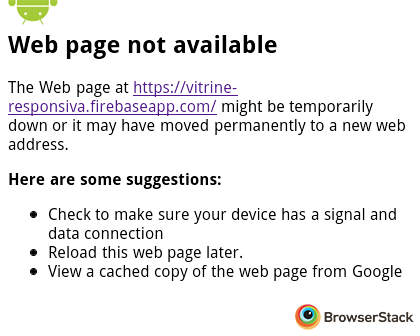 Web page not available
The Web page at https://vitrine-
responsiva.firebaseapp.com/ might be temporarily
down or it may have moved permanently to a new web
address.
Here are some suggestions:
• Check to make sure your device has a signal and
data connection
• Reload this web page later.
• View a cached copy of the web page from Google
BrowserStack